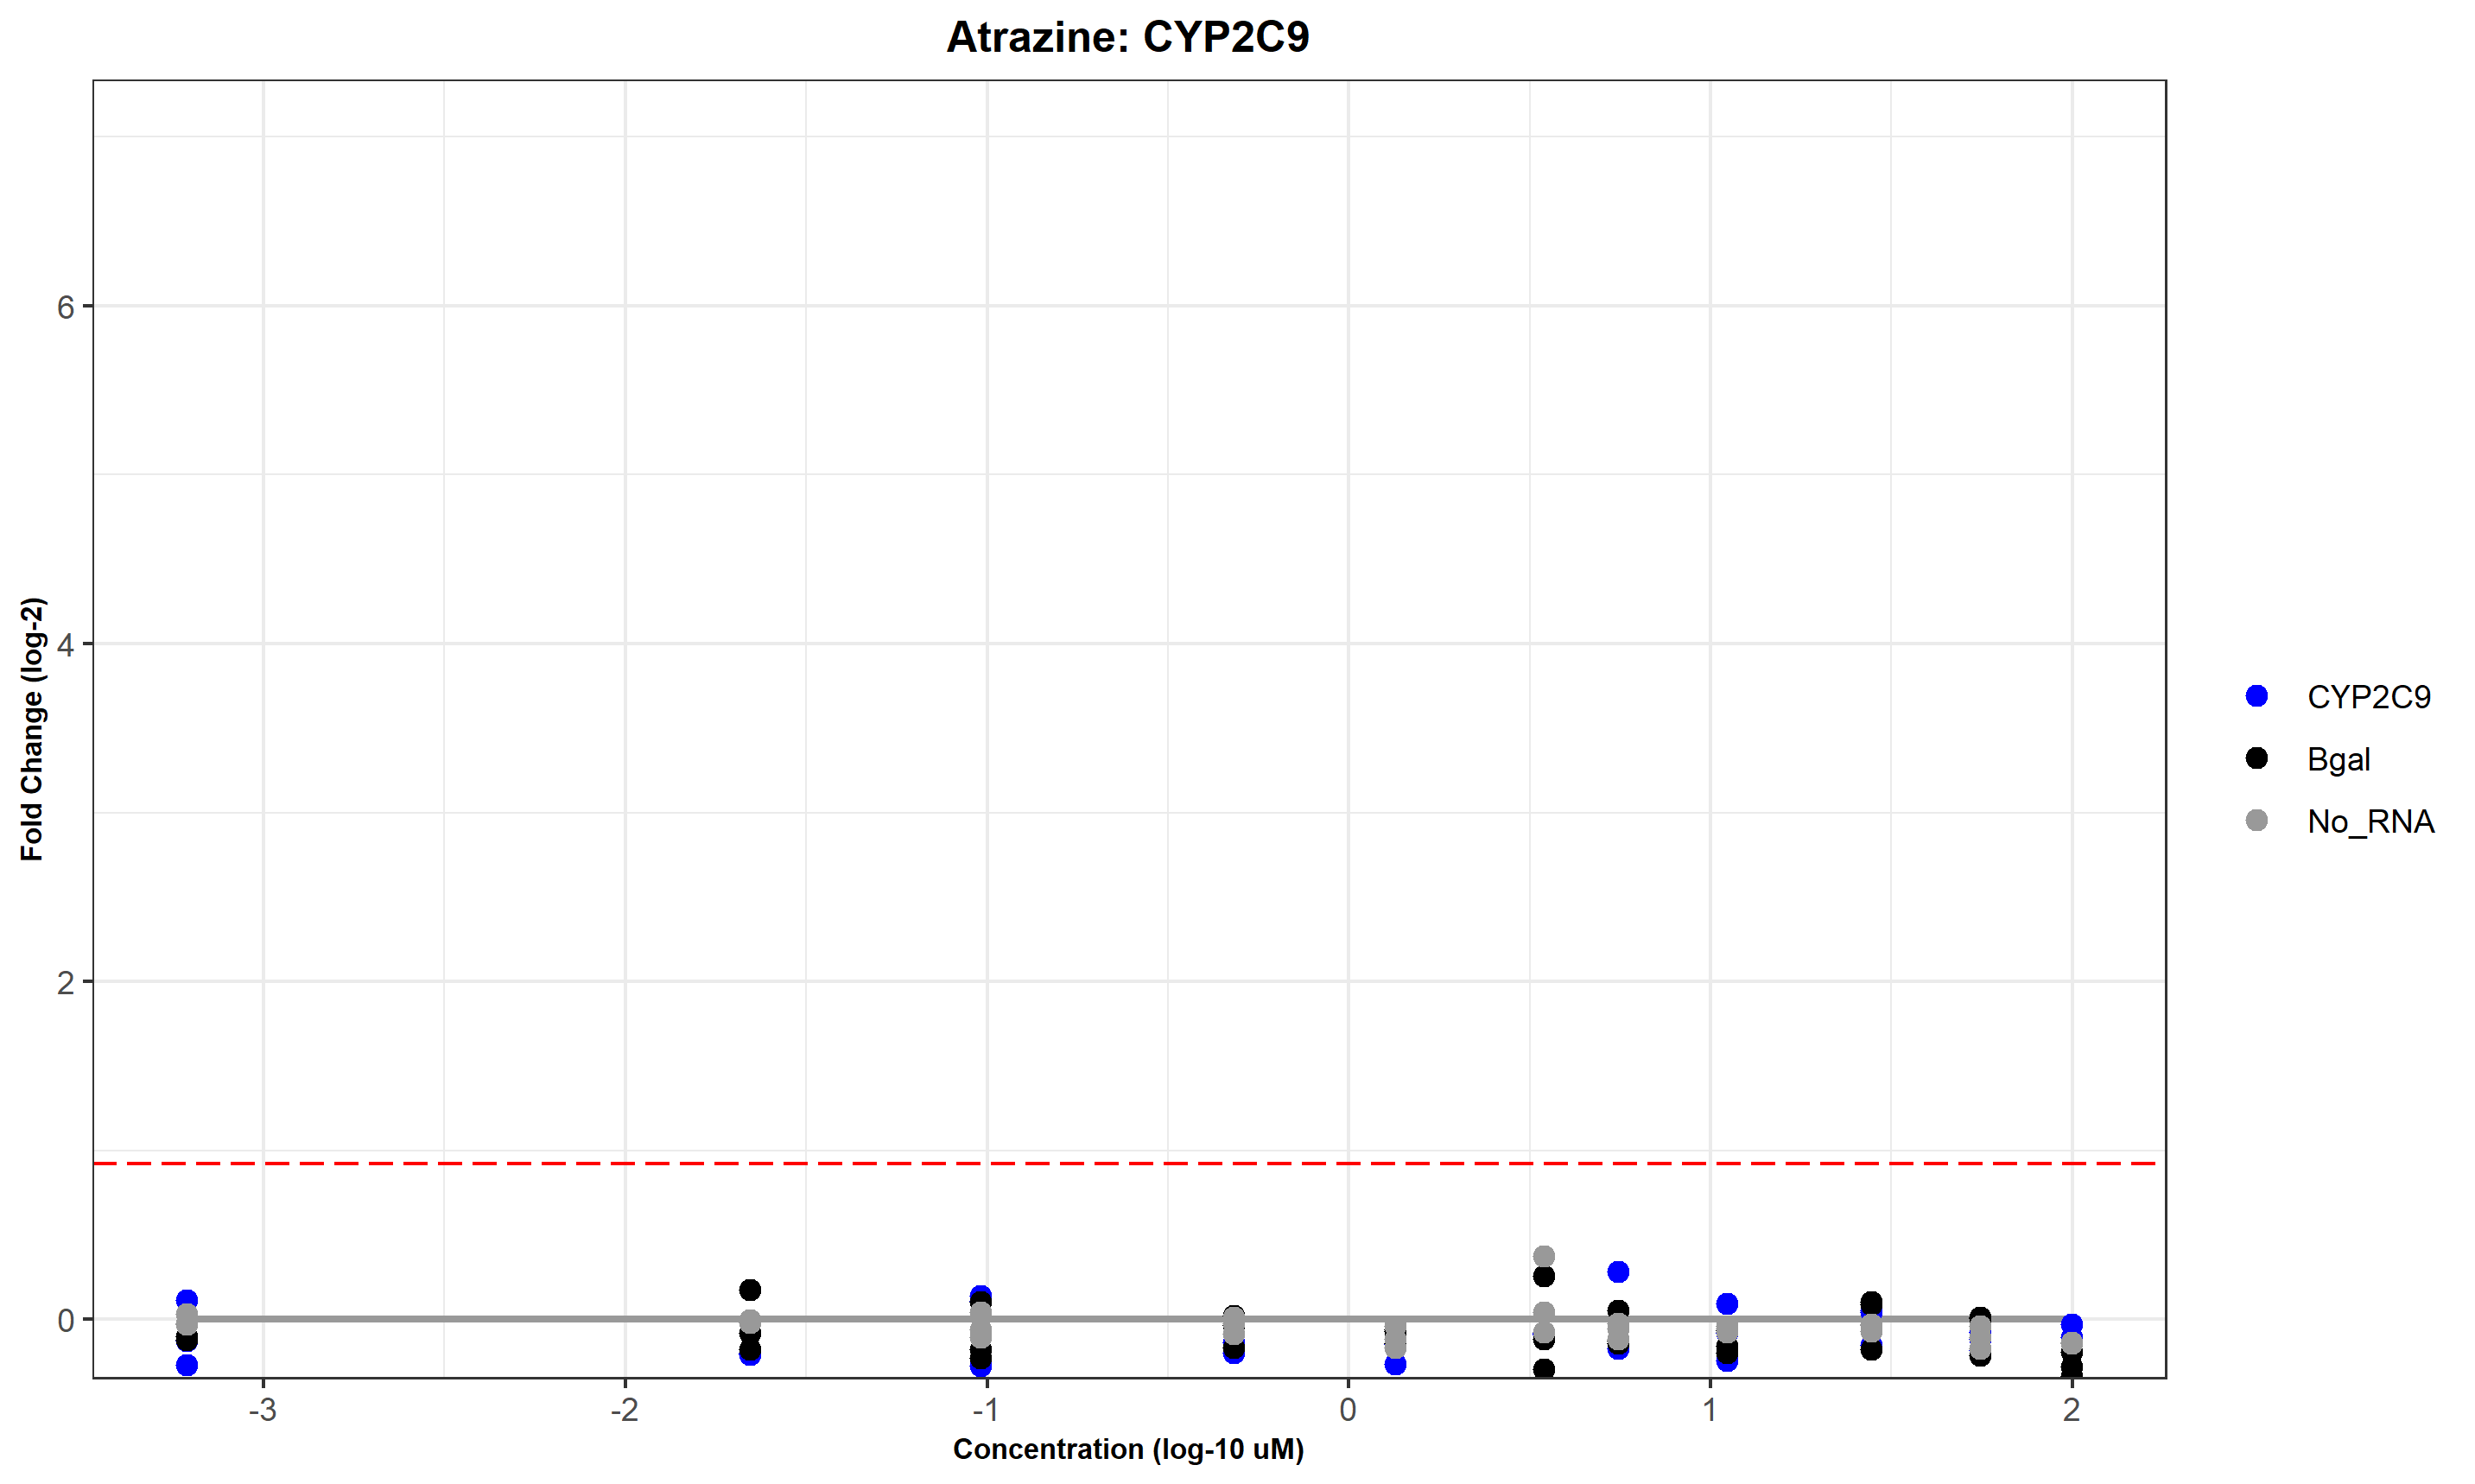 Atrazine: CYP2C9
Fold Change (log-2)
6
4
2
0
-3
-2
-1
0
1
2
Concentration (log-10 uM)
CYP2C9
Bgal
No_RNA